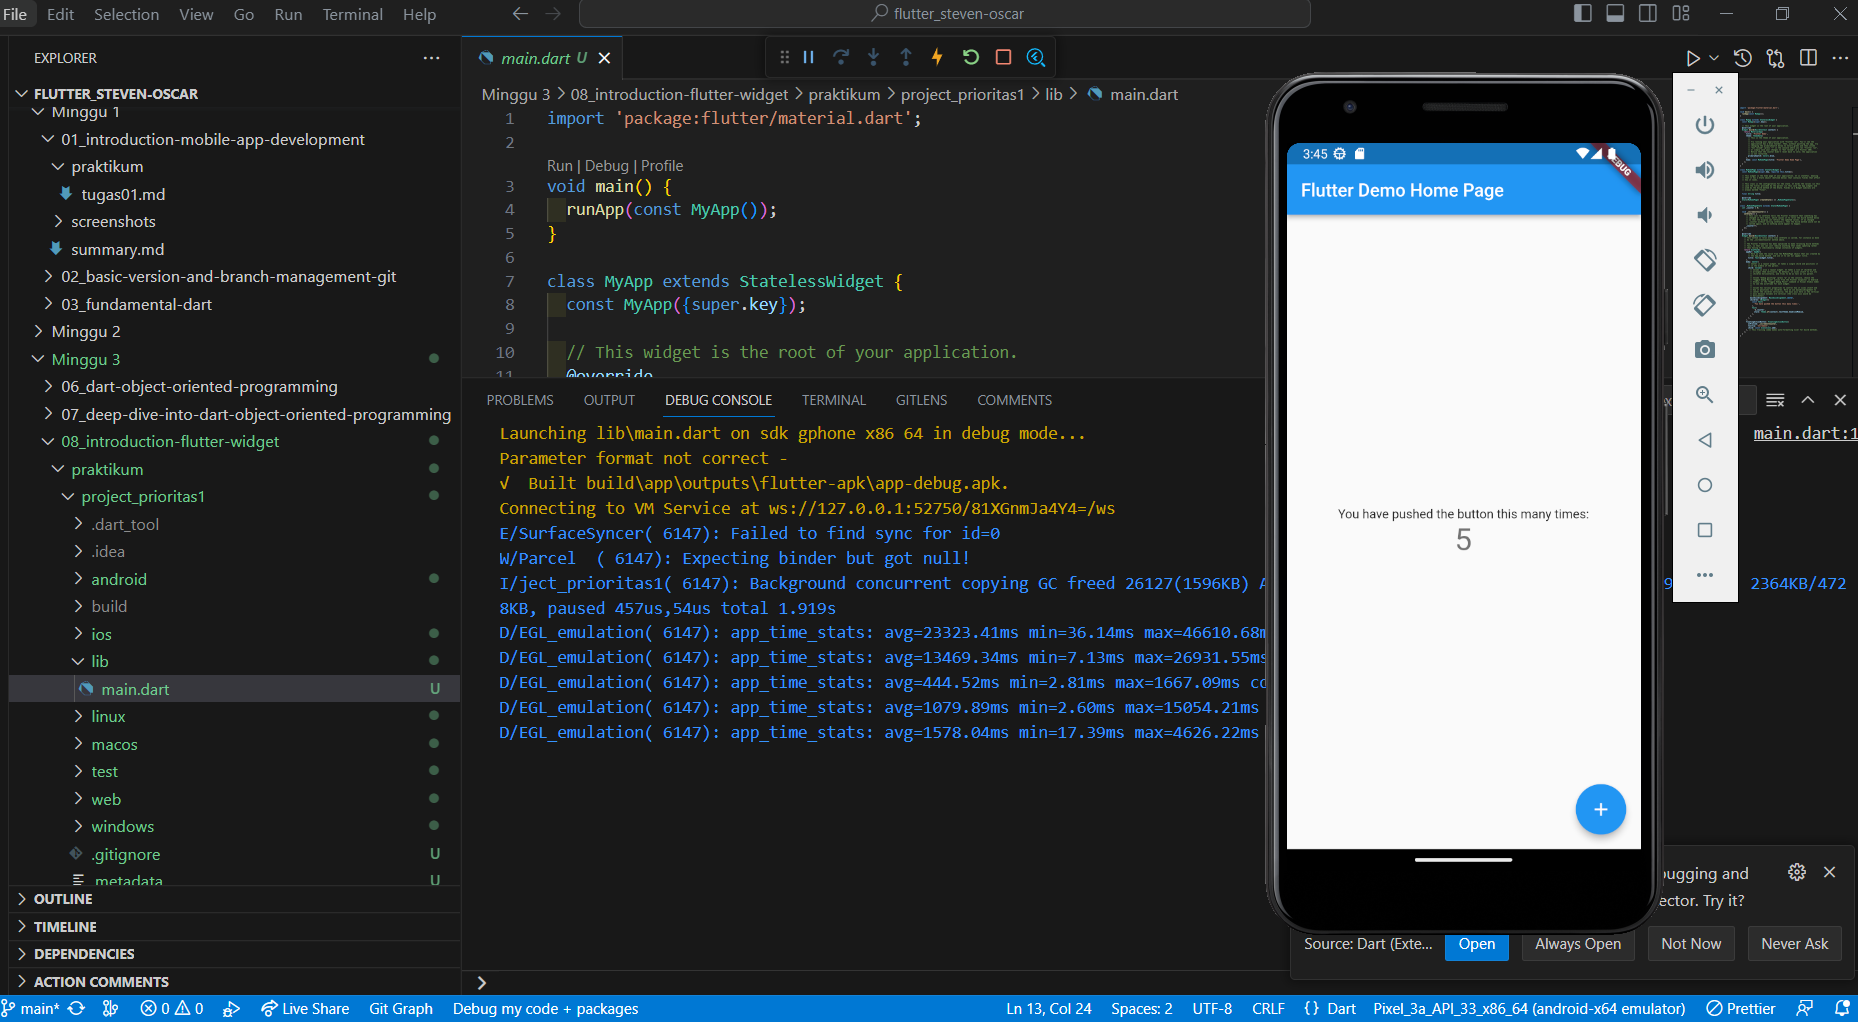 File Edit Selection View Go Run Terminal Help
flutter_steven-oscar
EXPLORER
FLUTTER_STEVEN-OSCAR
Minggu 1
01_introduction-mobile-app-development
praktikum
tugas01.md
screenshots
summary.md
02_basic-version-and-branch-management-git
03_fundamental-dart
Minggu 2
Minggu 3
06_dart-object-oriented-programming
07_deep-dive-into-dart-object-oriented-programming
08_introduction-flutter-widget
praktikum
project_prioritas1
.dart_tool
.idea
android
build
ios
lib
main.dart U
linux
macos
test
web
windows
.gitignore U
.metadata U
OUTLINE
TIMELINE
DEPENDENCIES
ACTION COMMENTS
main.dart U
Minggu 3 > 08_introduction-flutter-widget > praktikum > project_prioritas1 > lib > main.dart
1 import 'package:flutter/material.dart';
2
Run | Debug | Profile
3 void main() {
4 runApp(const MyApp());
5 }
6
7 class MyApp extends StatelessWidget {
8 const MyApp({super.key});
9
10 // This widget is the root of your application.
11 @override
PROBLEMS OUTPUT DEBUG CONSOLE TERMINAL GITLENS COMMENTS
Launching lib\main.dart on sdk gphone x86 64 in debug mode...
main.dart:1
Parameter format not correct -
√ Built build\app\outputs\flutter-apk\app-debug.apk.
Connecting to VM Service at ws://127.0.0.1:52750/81XGnmJa4Y4=/ws
E/SurfaceSyncer( 6147): Failed to find sync for id=0
W/Parcel ( 6147): Expecting binder but got null!
I/ject_prioritas1( 6147): Background concurrent copying GC freed 26127(1596KB) A
9 2364KB/472
8KB, paused 457us,54us total 1.919s
D/EGL_emulation( 6147): app_time_stats: avg=23323.41ms min=36.14ms max=46610.68m
D/EGL_emulation( 6147): app_time_stats: avg=13469.34ms min=7.13ms max=26931.55ms
D/EGL_emulation( 6147): app_time_stats: avg=444.52ms min=2.81ms max=1667.09ms co
D/EGL_emulation( 6147): app_time_stats: avg=1079.89ms min=2.60ms max=15054.21ms
D/EGL_emulation( 6147): app_time_stats: avg=1578.04ms min=17.39ms max=4626.22ms
3:45
Flutter Demo Home Page
You have pushed the button this many times:
5
ugging and
ector. Try it?
Source: Dart (Exte...
Open Always Open Not Now Never Ask
main* 0 0 Live Share Git Graph Debug my code + packages
Ln 13, Col 24 Spaces: 2 UTF-8 CRLF {} Dart Pixel_3a_API_33_x86_64 (android-x64 emulator) Prettier